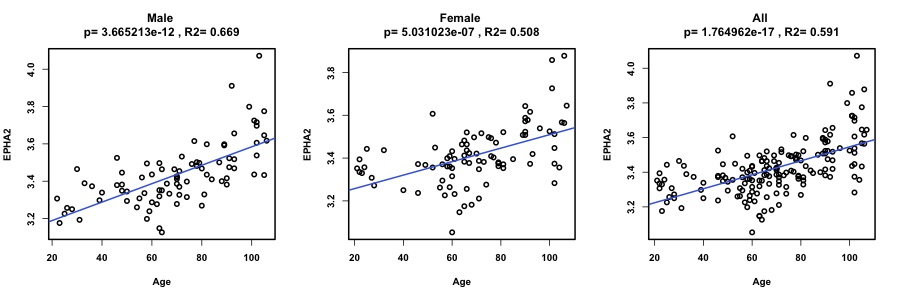 Male
p= 3.665213e-12 , R2= 0.669
EPHA2
4.0
3.8
3.6
3.4
3.2
20 40 60 80 100
Age
Female
p= 5.031023e-07 , R2= 0.508
EPHA2
3.8
3.6
3.4
3.2
20 40 60 80 100
Age
All
p= 1.764962e-17 , R2= 0.591
EPHA2
4.0
3.8
3.6
3.4
3.2
20 40 60 80 100
Age